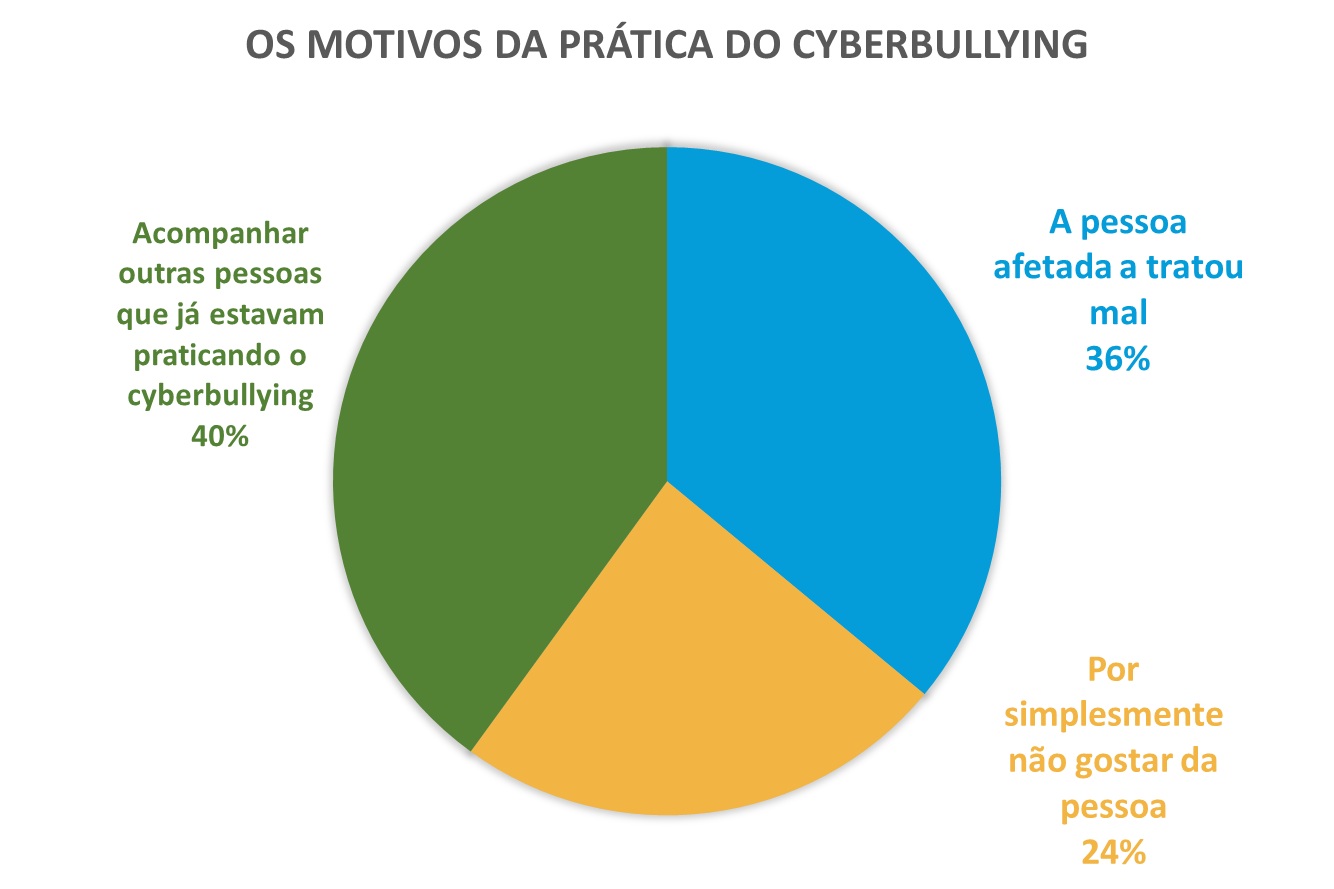 OS MOTIVOS DA PRÁTICA DO CYBERBULLYING
Acompanhar
outras pessoas
que já estavam
praticando o
cyberbullying
40%
A pessoa
afetada a tratou
mal
36%
Por
simplesmente
não gostar da
pessoa
24%